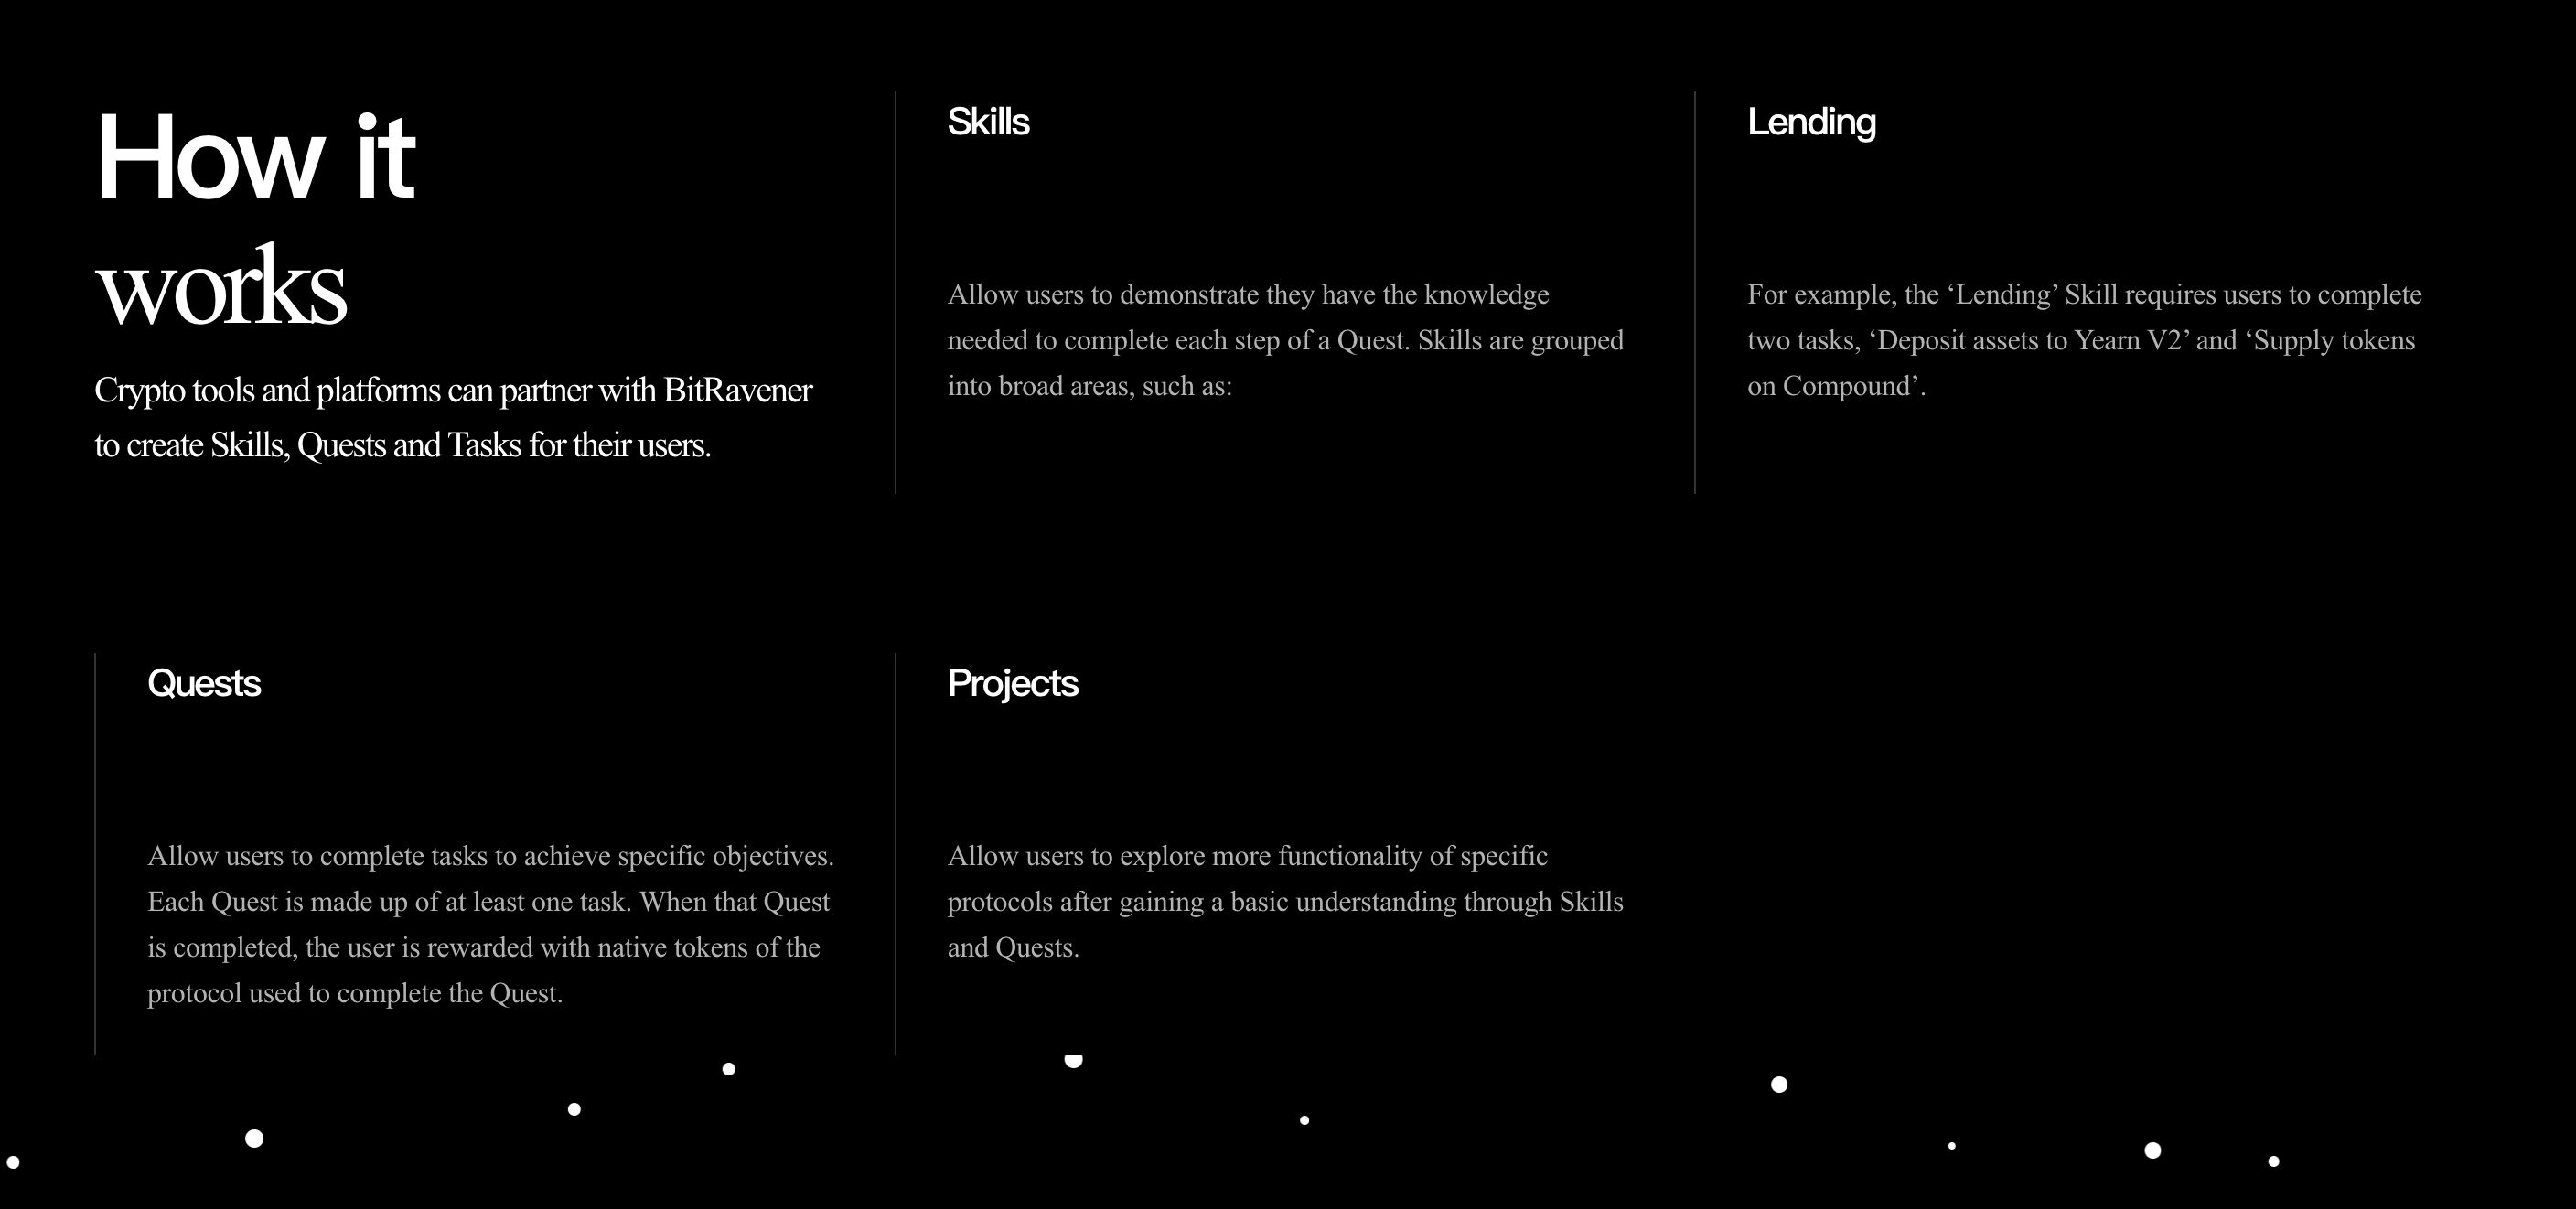 How it
works
Crypto tools and platforms can partner with BitRavener
to create Skills, Quests and Tasks for their users.
Skills
Allow users to demonstrate they have the knowledge
needed to complete each step of a Quest. Skills are grouped
into broad areas, such as:
Lending
For example, the ‘Lending’ Skill requires users to complete
two tasks, ‘Deposit assets to Yearn V2’ and ‘Supply tokens
on Compound’.
Quests
Allow users to complete tasks to achieve specific objectives.
Each Quest is made up of at least one task. When that Quest
is completed, the user is rewarded with native tokens of the
protocol used to complete the Quest.
Projects
Allow users to explore more functionality of specific
protocols after gaining a basic understanding through Skills
and Quests.